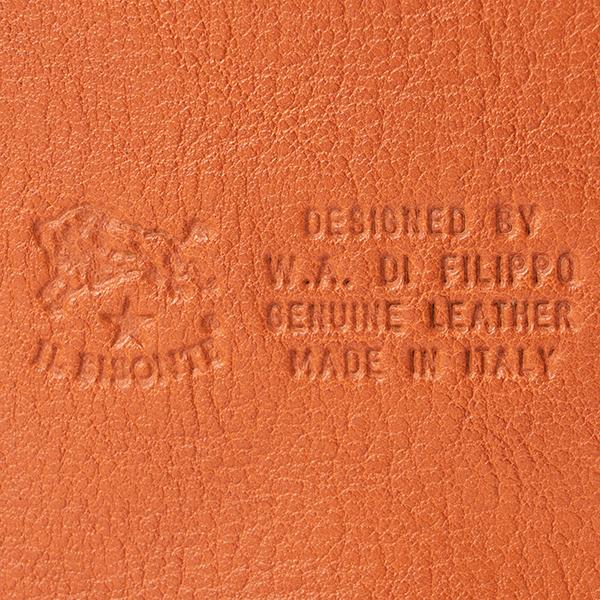 IL BISONTE
DESIGNED BY
W.A. DI FILIPPO
GENUINE LEATHER
MADE IN ITALY